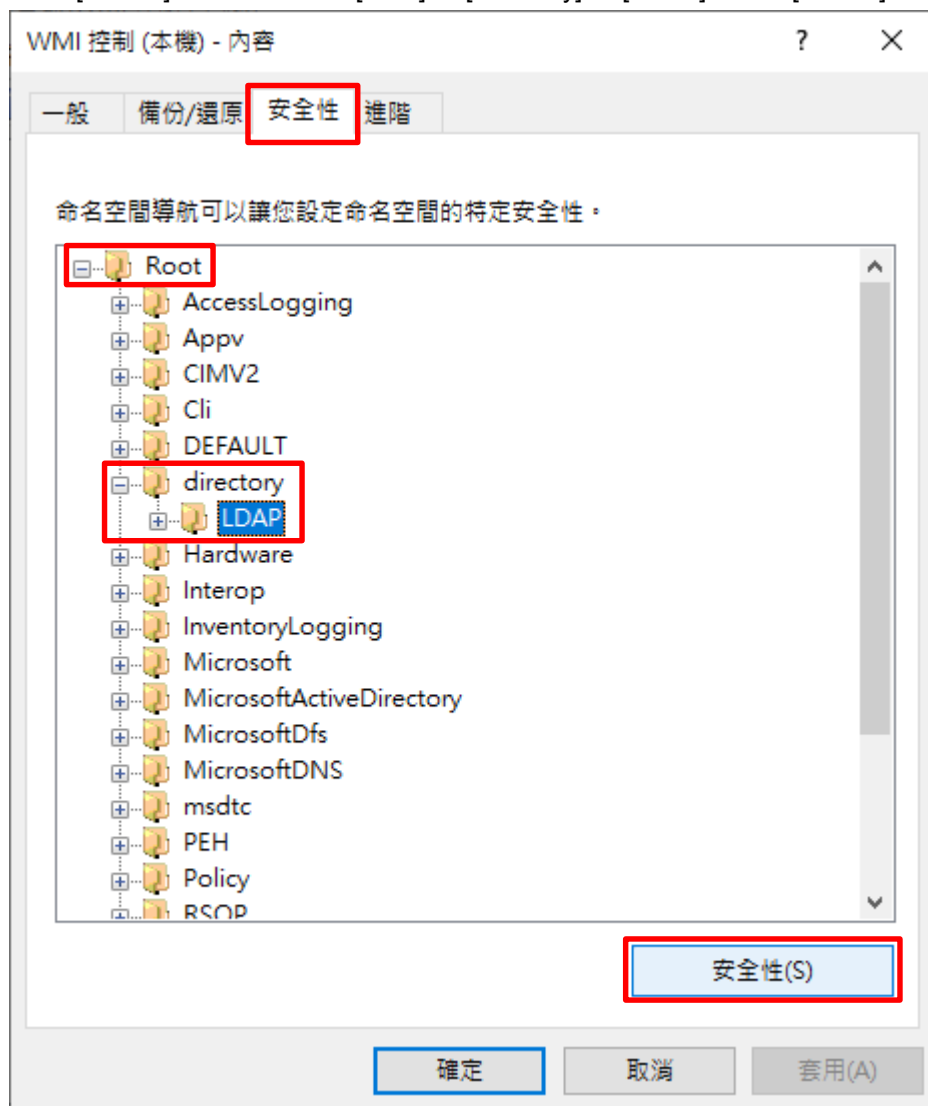 WMI 控制 (本機) - 內容
一般 備份/還原 安全性 進階
命名空間導航可以讓您設定命名空間的特定安全性。
Root
AccessLogging
Appv
CIMV2
Cli
DEFAULT
directory
LDAP
Hardware
Interop
InventoryLogging
Microsoft
MicrosoftActiveDirectory
MicrosoftDfs
MicrosoftDNS
msdtc
PEH
Policy
RSOP
安全性(S)
確定 取消 套用(A)